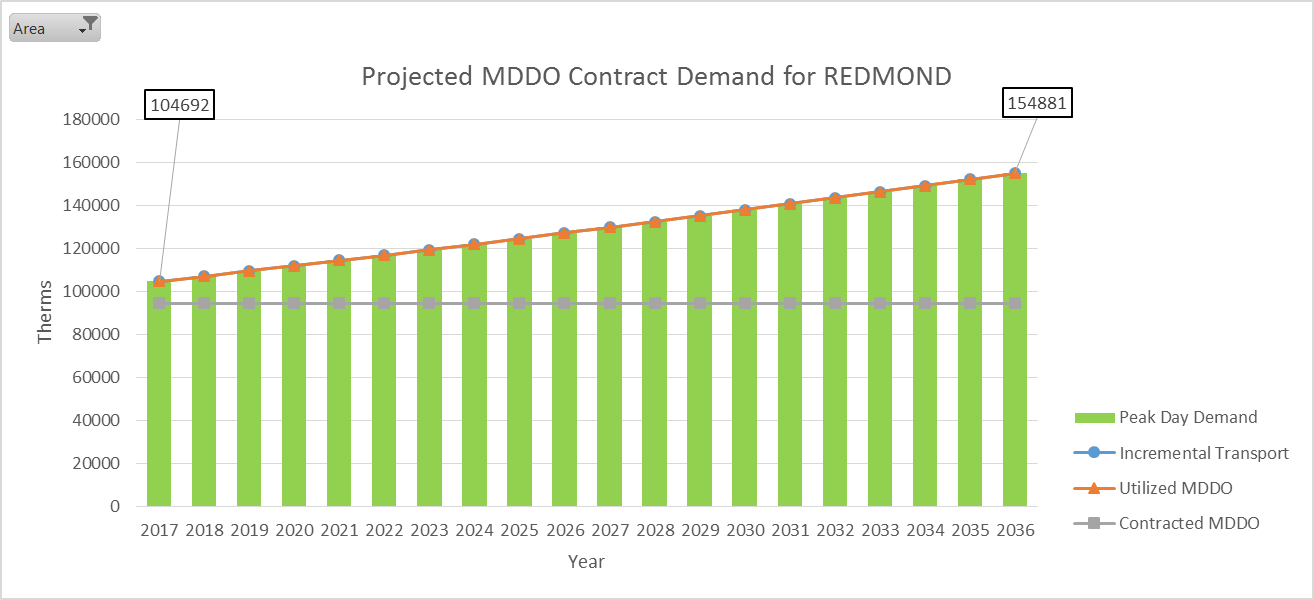 Area
Projected MDDO Contract Demand for REDMOND
104692
154881
180000
160000
140000
120000
100000
80000
60000
40000
20000
0
Therms
2017 2018 2019 2020 2021 2022 2023 2024 2025 2026 2027 2028 2029 2030 2031 2032 2033 2034 2035 2036
Year
Peak Day Demand
Incremental Transport
Utilized MDDO
Contracted MDDO